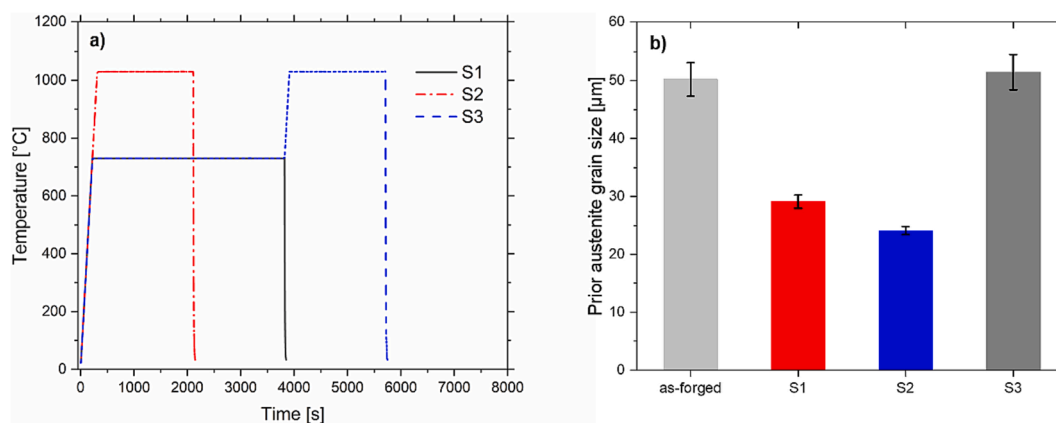 a)
Temperature [°C]
1200
1000
800
600
400
200
0
0 1000 2000 3000 4000 5000 6000 7000 8000
Time [s]
S1
S2
S3
b)
Prior austenite grain size [µm]
60
50
40
30
20
10
0
as-forged S1 S2 S3